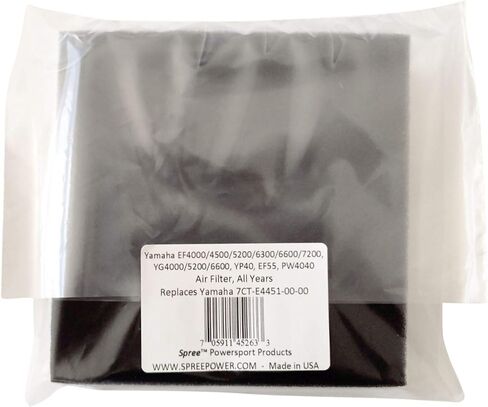 Yamaha EF4000/4500/5200/6300/6600/7200,
YG4000/5200/6600, YP40, EF55, PW4040
Air Filter, All Years
Replaces Yamaha 7CT-E4451-00-00
7 05911 45263 3
Spree™ Powersport Products
WWW.SPREEPOWER.COM - Made in USA